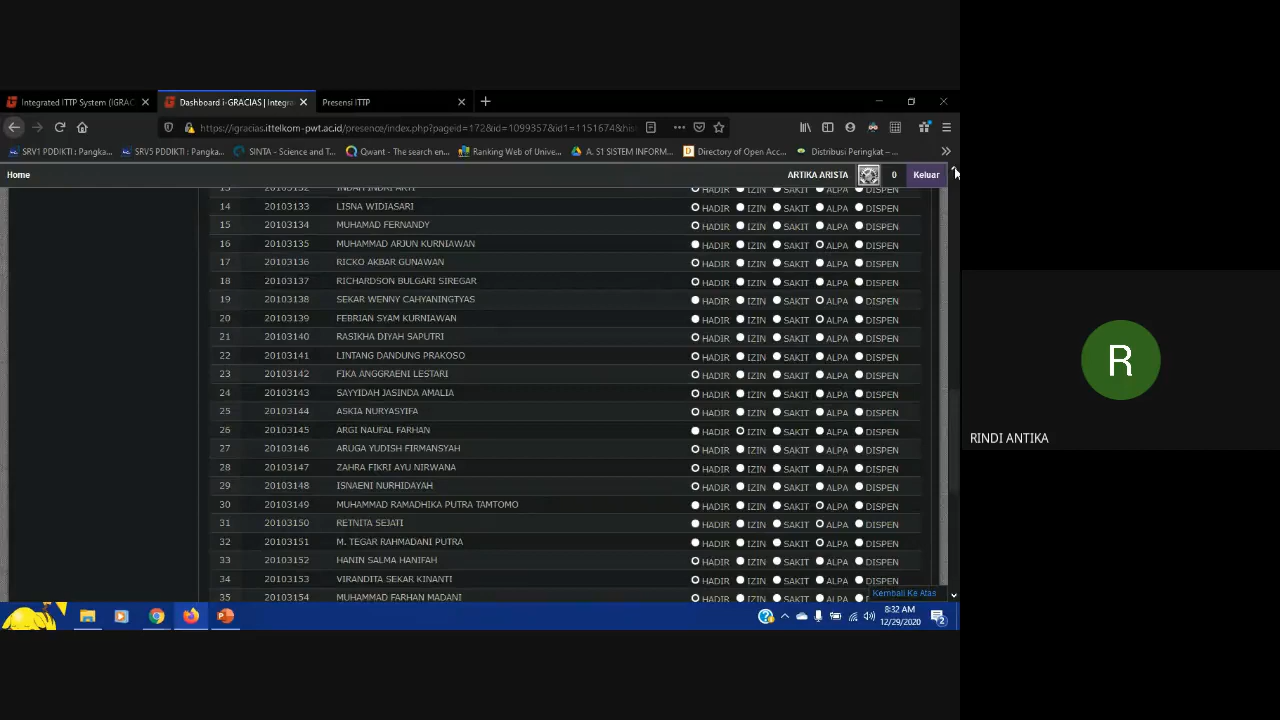 Integrated ITTP System (IGRAC
Dashboard i-GRACIAS | Integra
Presensi ITTP
https://igracias.ittelkom-pwt.ac.id/presence/index.php?pageid=172&id=1099357&id1=1151674&his
SRV1 PDDIKTI : Pangka...
SRV5 PDDIKTI : Pangka...
SINTA - Science and T...
Qwant - The search en...
Ranking Web of Unive...
A. S1 SISTEM INFORM...
Directory of Open Acc...
Distribusi Peringkat – ...
Home ARTIKA ARISTA 0 Keluar
14 20103133 LISNA WIDIASARI HADIR IZIN SAKIT ALPA DISPEN
15 20103134 MUHAMAD FERNANDY HADIR IZIN SAKIT ALPA DISPEN
16 20103135 MUHAMMAD ARJUN KURNIAWAN HADIR IZIN SAKIT ALPA DISPEN
17 20103136 RICKO AKBAR GUNAWAN HADIR IZIN SAKIT ALPA DISPEN
18 20103137 RICHARDSON BULGARI SIREGAR HADIR IZIN SAKIT ALPA DISPEN
19 20103138 SEKAR WENNY CAHYANINGTYAS HADIR IZIN SAKIT ALPA DISPEN
20 20103139 FEBRIAN SYAM KURNIAWAN HADIR IZIN SAKIT ALPA DISPEN
21 20103140 RASIKHA DIYAH SAPUTRI HADIR IZIN SAKIT ALPA DISPEN
22 20103141 LINTANG DANDUNG PRAKOSO HADIR IZIN SAKIT ALPA DISPEN
23 20103142 FIKA ANGGRAENI LESTARI HADIR IZIN SAKIT ALPA DISPEN
24 20103143 SAYYIDAH JASINDA AMALIA HADIR IZIN SAKIT ALPA DISPEN
25 20103144 ASKIA NURYASYIFA HADIR IZIN SAKIT ALPA DISPEN
26 20103145 ARGI NAUFAL FARHAN HADIR IZIN SAKIT ALPA DISPEN
27 20103146 ARUGA YUDISH FIRMANSYAH HADIR IZIN SAKIT ALPA DISPEN
28 20103147 ZAHRA FIKRI AYU NIRWANA HADIR IZIN SAKIT ALPA DISPEN
29 20103148 ISNAENI NURHIDAYAH HADIR IZIN SAKIT ALPA DISPEN
30 20103149 MUHAMMAD RAMADHIKA PUTRA TAMTOMO HADIR IZIN SAKIT ALPA DISPEN
31 20103150 RETNITA SEJATI HADIR IZIN SAKIT ALPA DISPEN
32 20103151 M. TEGAR RAHMADANI PUTRA HADIR IZIN SAKIT ALPA DISPEN
33 20103152 HANIN SALMA HANIFAH HADIR IZIN SAKIT ALPA DISPEN
34 20103153 VIRANDITA SEKAR KINANTI HADIR IZIN SAKIT ALPA DISPEN
35 20103154 MUHAMMAD FARHAN MADANI HADIR IZIN SAKIT ALPA DISPEN
Kembali Ke Atas
8:32 AM
12/29/2020
2
R
RINDI ANTIKA